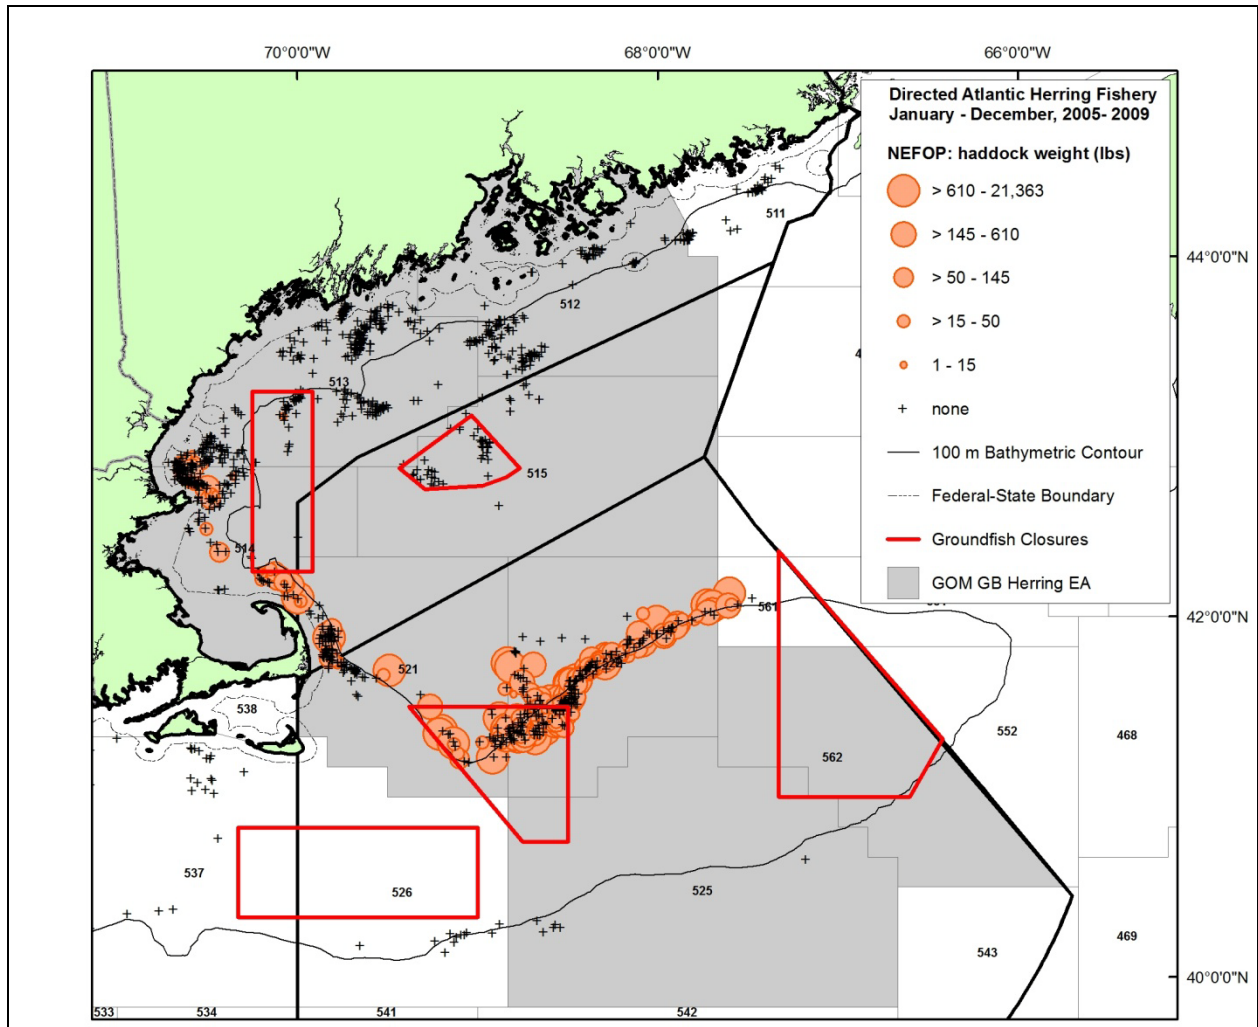 70°0'0"W 68°0'0"W 66°0'0"W
Directed Atlantic Herring Fishery
January - December, 2005- 2009
NEFOP: haddock weight (lbs)
> 610 - 21,363
> 145 - 610
> 50 - 145
> 15 - 50
1 - 15
none
100 m Bathymetric Contour
Federal-State Boundary
Groundfish Closures
GOM GB Herring EA
511
44°0'0"N
512
513
515
514
561
42°0'0"N
521
538
552
468
562
537
526
525
469
543
40°0'0"N
533 534 541 542